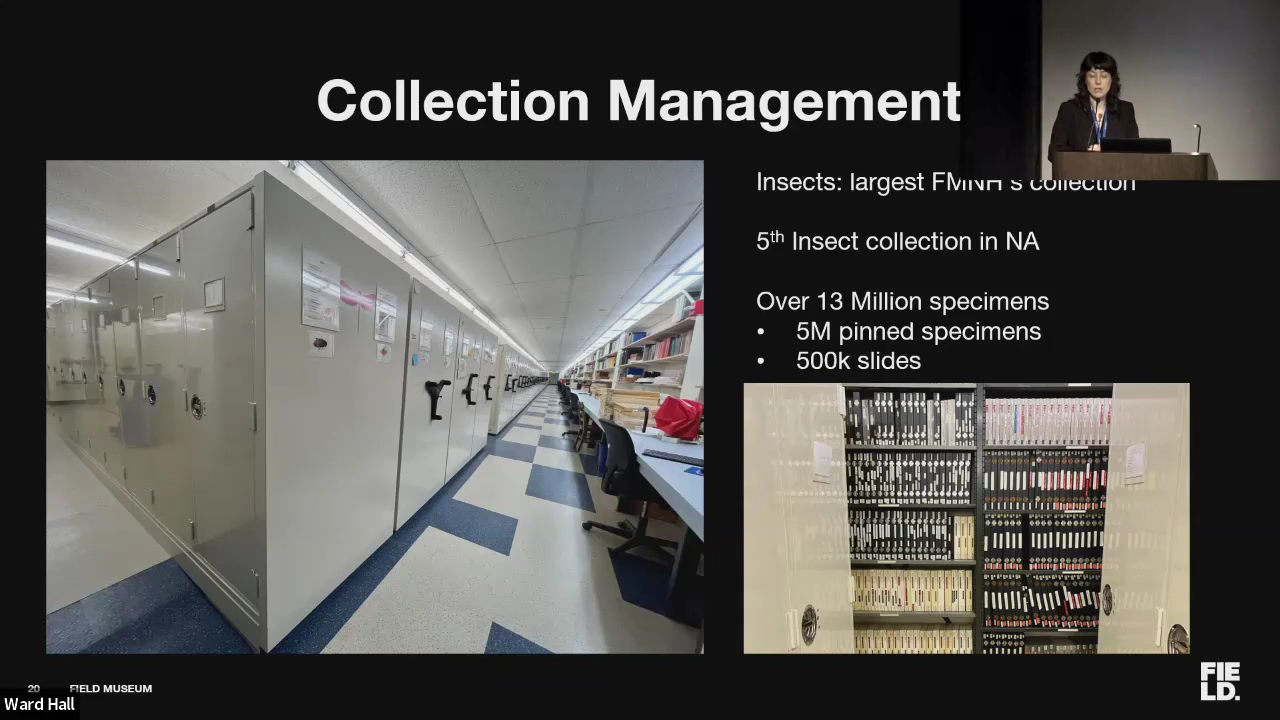 Collection Management
Insects: largest FMNH's collection
5th Insect collection in NA
Over 13 Million specimens
• 5M pinned specimens
• 500k slides
20 FIELD MUSEUM
Ward Hall
FIE
LD.